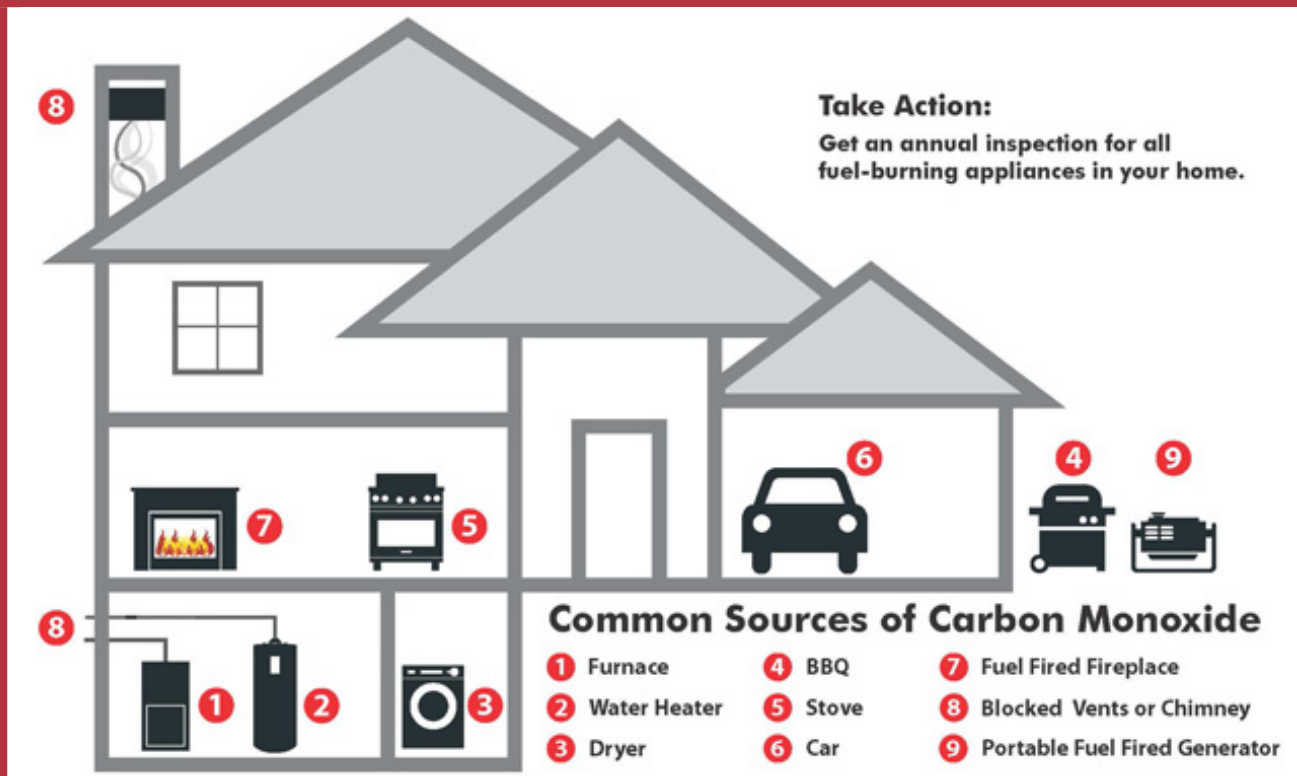 8
Take Action:
Get an annual inspection for all
fuel-burning appliances in your home.
6
4
9
7
5
8
1
2
3
Common Sources of Carbon Monoxide
1 Furnace
2 Water Heater
3 Dryer
4 BBQ
5 Stove
6 Car
7 Fuel Fired Fireplace
8 Blocked Vents or Chimney
9 Portable Fuel Fired Generator